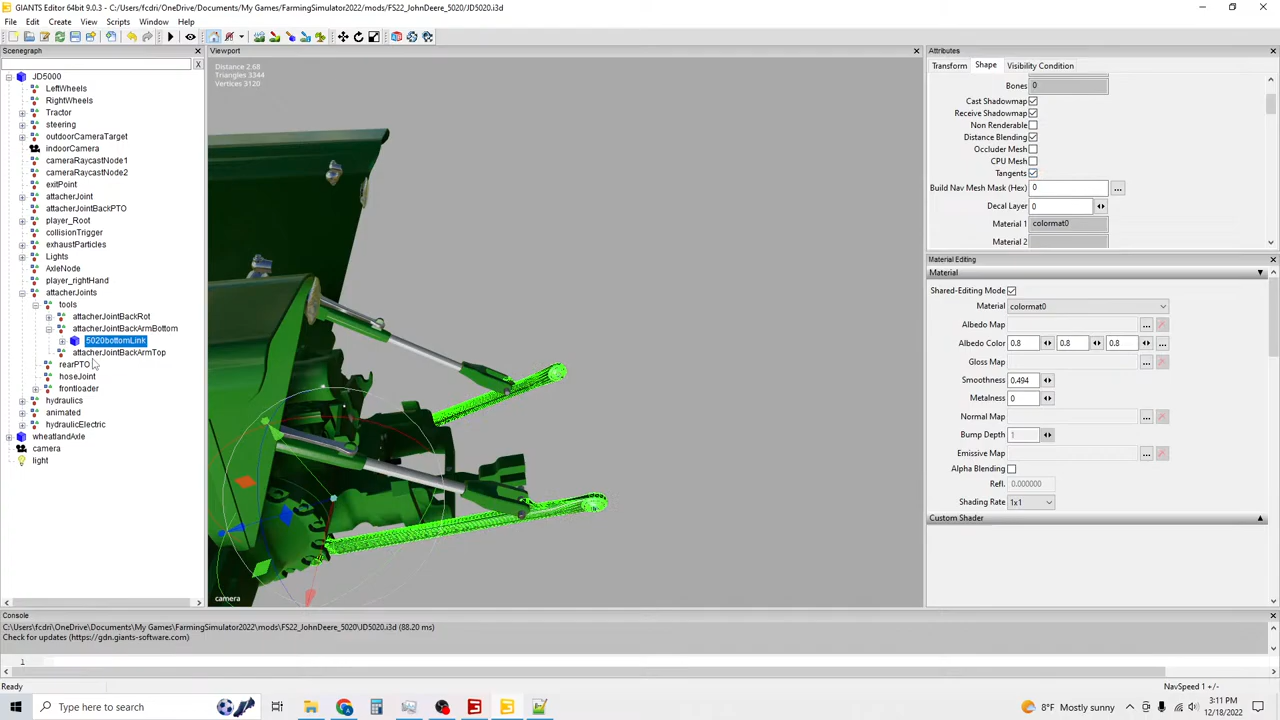 GIANTS Editor 64bit 9.0.3 - C:/Users/fcdri/OneDrive/Documents/My Games/FarmingSimulator2022/mods/FS22_JohnDeere_5020/JD5020.i3d
File Edit Create View Scripts Window Help
Scenegraph
X
JD5000
LeftWheels
RightWheels
Tractor
steering
outdoorCameraTarget
indoorCamera
cameraRaycastNode1
cameraRaycastNode2
exitPoint
attacherJoint
attacherJointBackPTO
player_Root
collisionTrigger
exhaustParticles
Lights
AxleNode
player_rightHand
attacherJoints
tools
attacherJointBackRot
attacherJointBackArmBottom
5020bottomLink
attacherJointBackArmTop
rearPTO
hoseJoint
frontloader
hydraulics
animated
hydraulicElectric
wheatlandAxle
camera
light
Viewport
Distance 2.68
Triangles 3344
Vertices 3120
camera
Attributes
Transform Shape Visibility Condition
Bones 0
Cast Shadowmap
Receive Shadowmap
Non Renderable
Distance Blending
Occluder Mesh
CPU Mesh
Tangents
Build Nav Mesh Mask (Hex) 0 ...
Decal Layer 0
Material 1 colormat0
Material 2
Material Editing
Material
Shared-Editing Mode
Material colormat0
Albedo Map ...
Albedo Color 0.8 0.8 0.8 ...
Gloss Map ...
Smoothness 0.494
Metalness 0
Normal Map ...
Bump Depth 1
Emissive Map ...
Alpha Blending
Refl. 0.000000
Shading Rate 1x1
Custom Shader
Console
C:/Users/fcdri/OneDrive/Documents/My Games/FarmingSimulator2022/mods/FS22_JohnDeere_5020/JD5020.i3d (88.20 ms)
Check for updates (https://gdn.giants-software.com)
1
Ready
NavSpeed 1 +/-
Type here to search
8°F Mostly sunny
3:11 PM
12/18/2022